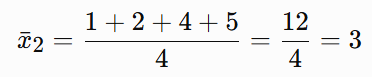 x̄2 = (1 + 2 + 4 + 5)/4 = 12/4 = 3